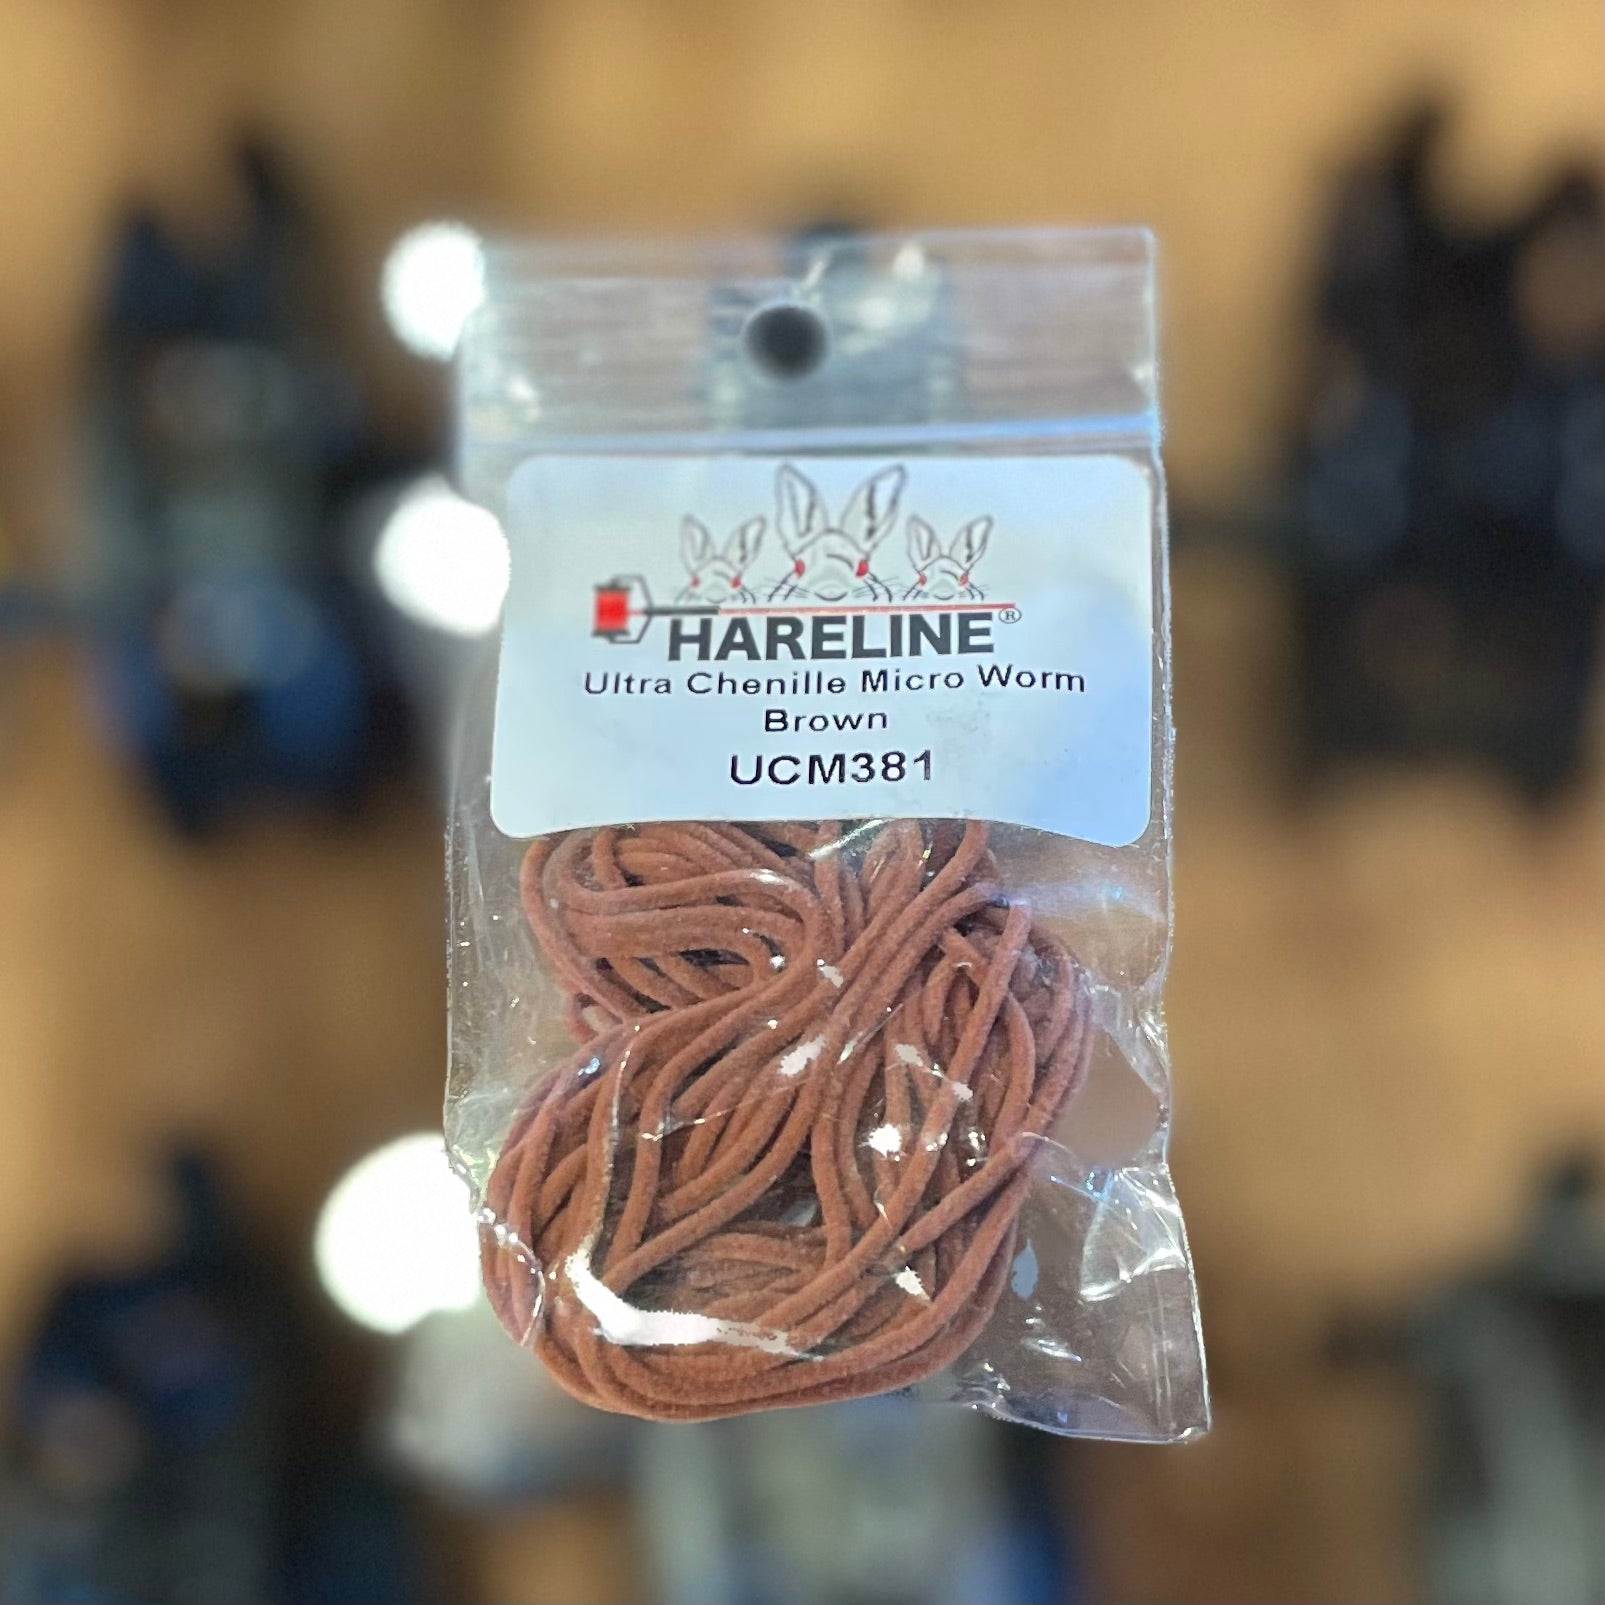 HARELINE®
Ultra Chenille Micro Worm
Brown
UCM381